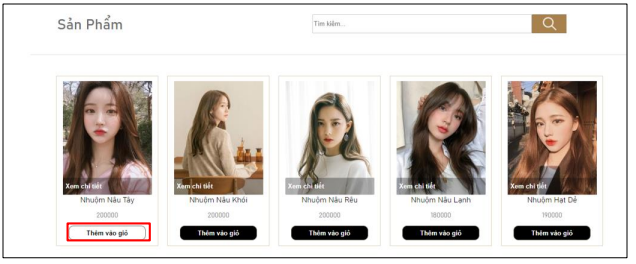 Sản Phẩm
Tìm kiếm...
Xem chi tiết
Xem chi tiết
Xem chi tiết
Xem chi tiết
Xem chi tiết
Nhuộm Nâu Tây
Nhuộm Nâu Khói
Nhuộm Nâu Rêu
Nhuộm Nâu Lạnh
Nhuộm Hạt Dẻ
200000
200000
200000
180000
190000
Thêm vào giỏ
Thêm vào giỏ
Thêm vào giỏ
Thêm vào giỏ
Thêm vào giỏ